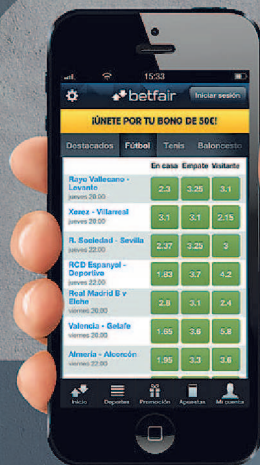 15:33
betfair
Iniciar sesión
¡ÚNETE POR TU BONO DE 50€!
Destacados Fútbol Tenis Baloncesto
En casa Empate Visitante
Rayo Vallecano -
Levante
jueves 20:00
2.3 3.25 3.1
Xerez - Villarreal
jueves 20:00
3.1 3.1 2.15
R. Sociedad - Sevilla
jueves 22:00
2.37 3.25 3
RCD Espanyol -
Deportivo
jueves 22:00
1.83 3.7 4.2
Real Madrid B v
Elche
viernes 20:00
2.8 3.1 2.4
Valencia - Getafe
viernes 20:00
1.65 3.8 5.8
Almería - Alcorcón
viernes 22:00
1.95 3.3 3.6
Inicio Deportes Promoción Apuestas Mi cuenta